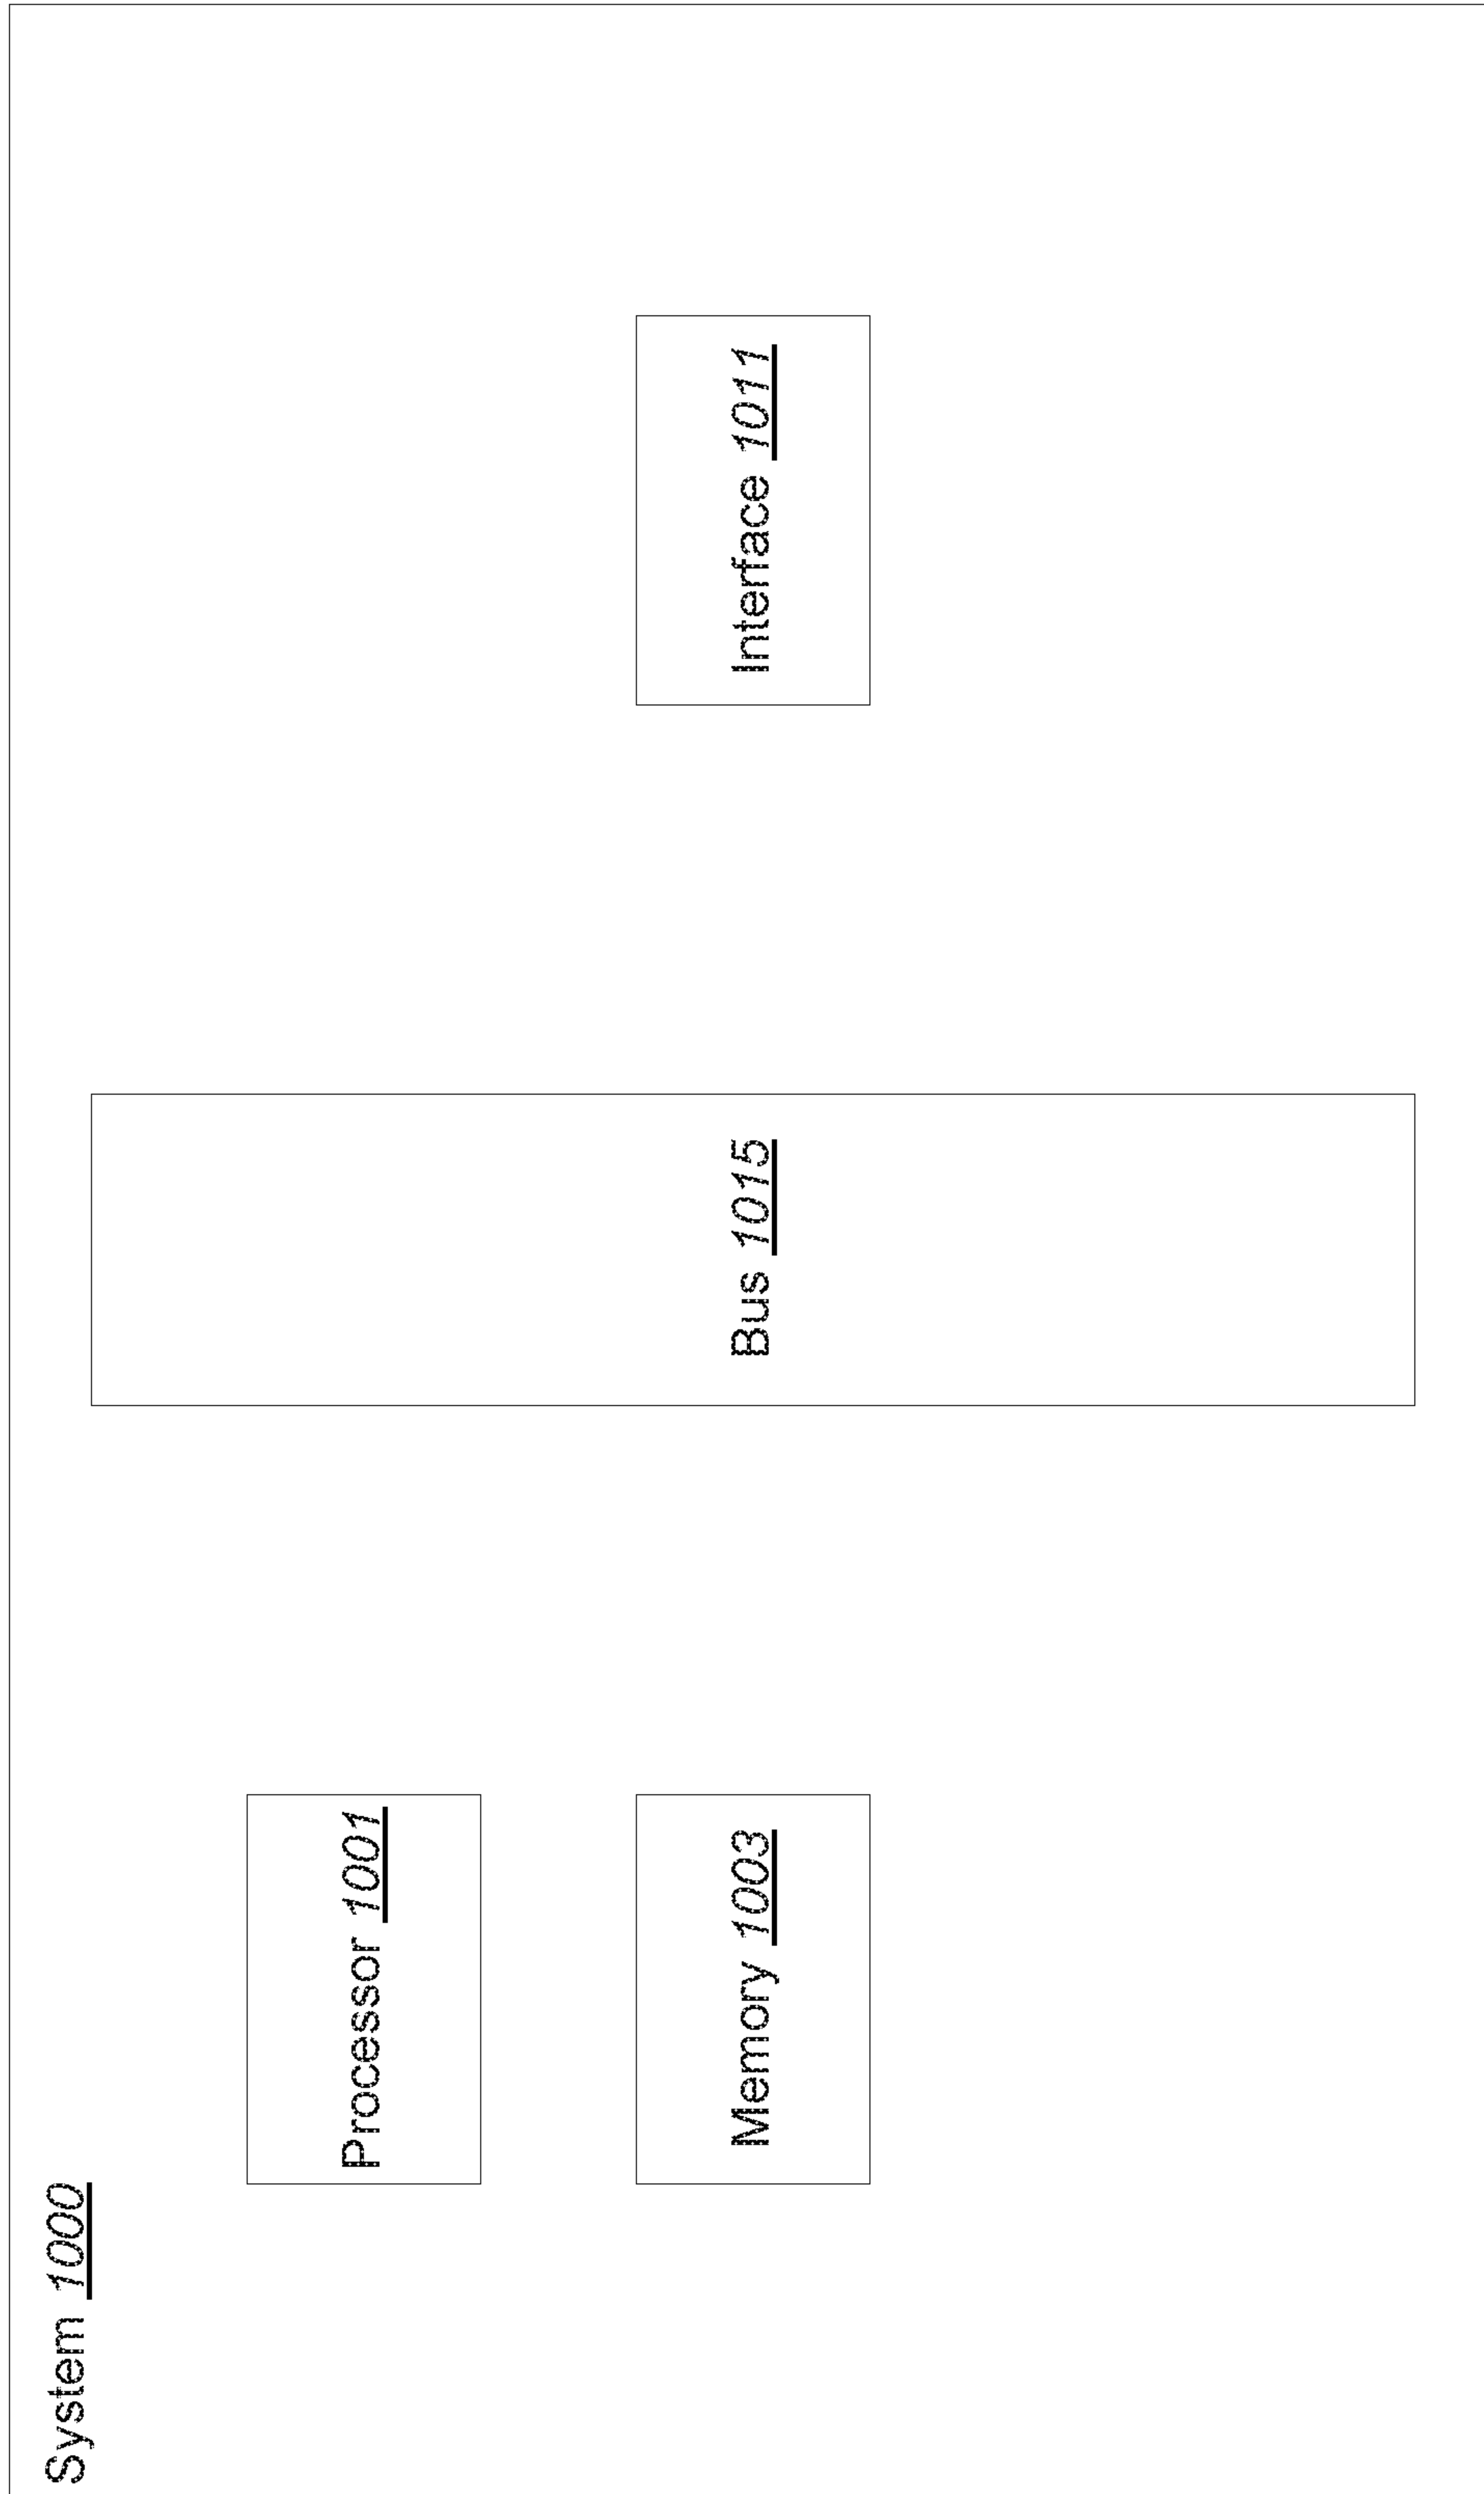 System 1000
Processor 1001
Bus 1015
Interface 1011
Memory 1003